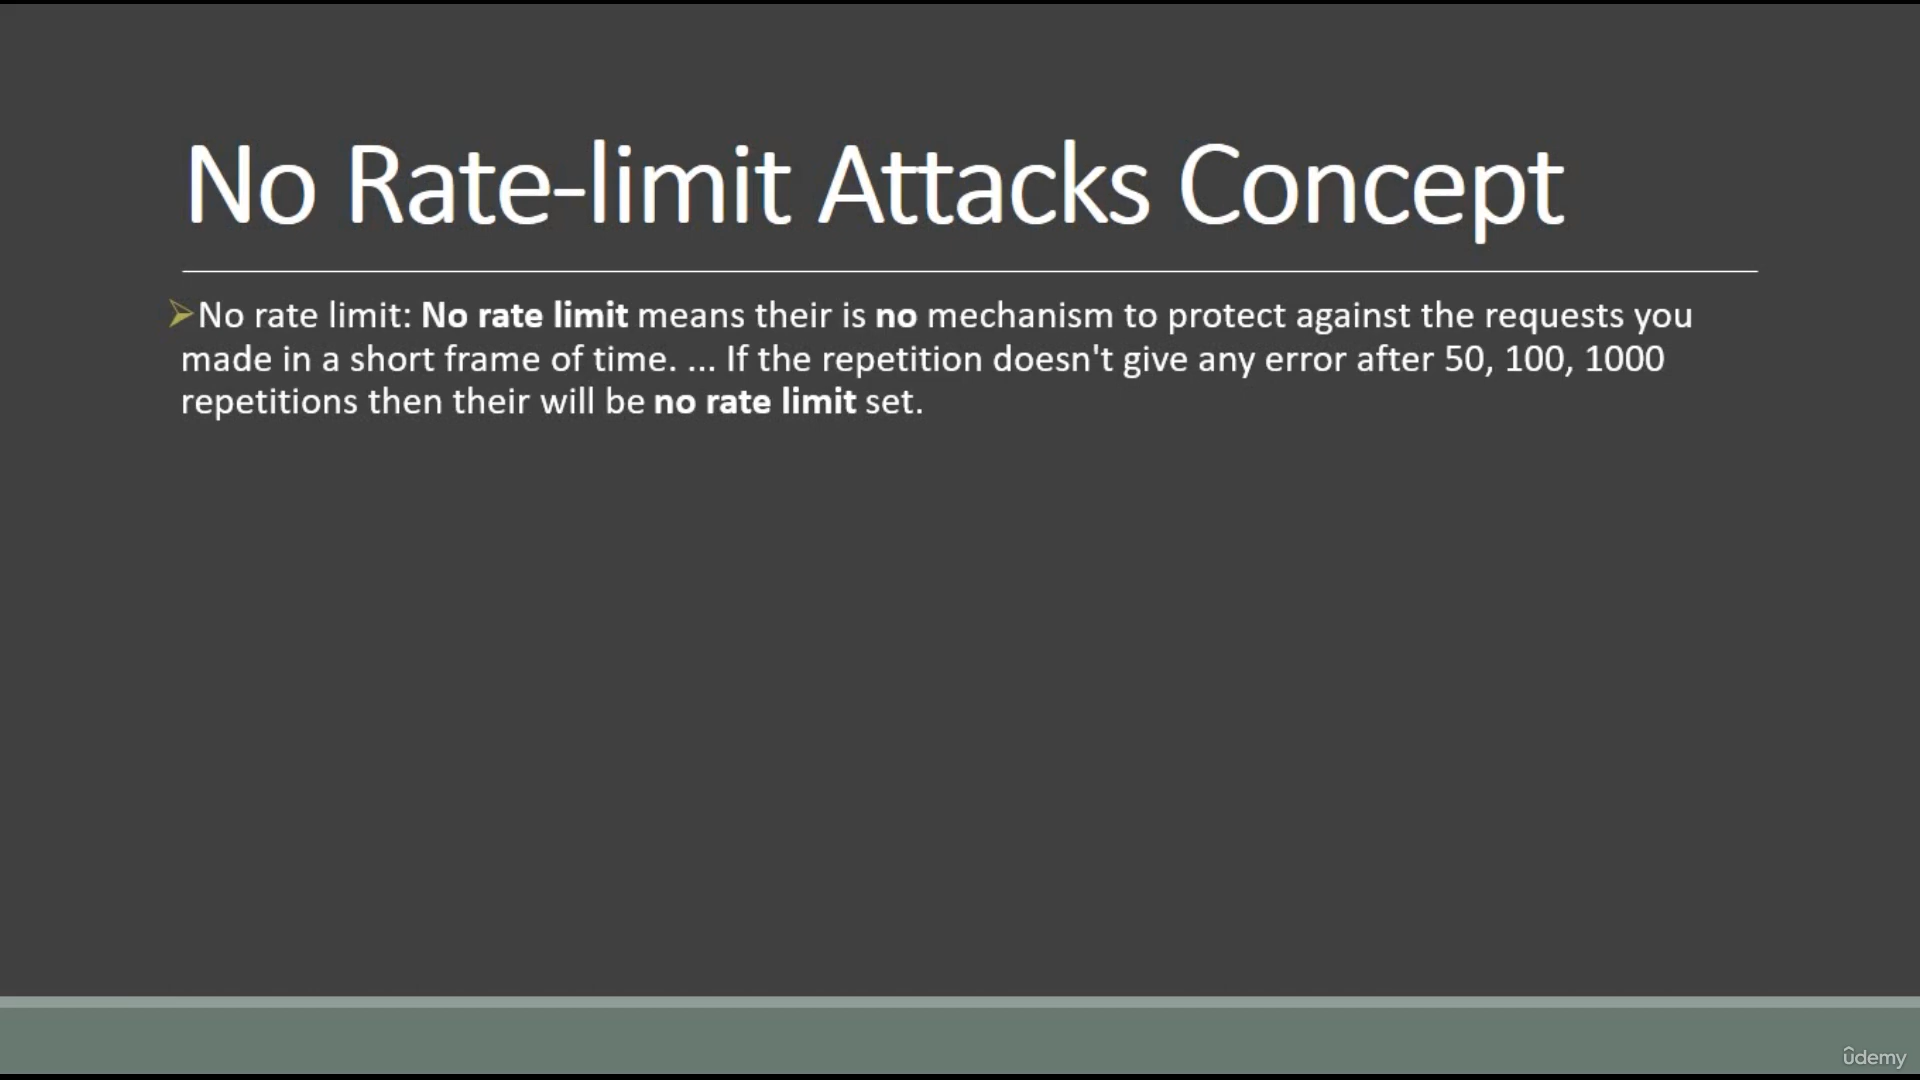 No Rate-limit Attacks Concept
No rate limit: No rate limit means their is no mechanism to protect against the requests you
made in a short frame of time. ... If the repetition doesn't give any error after 50, 100, 1000
repetitions then their will be no rate limit set.
ûdemy